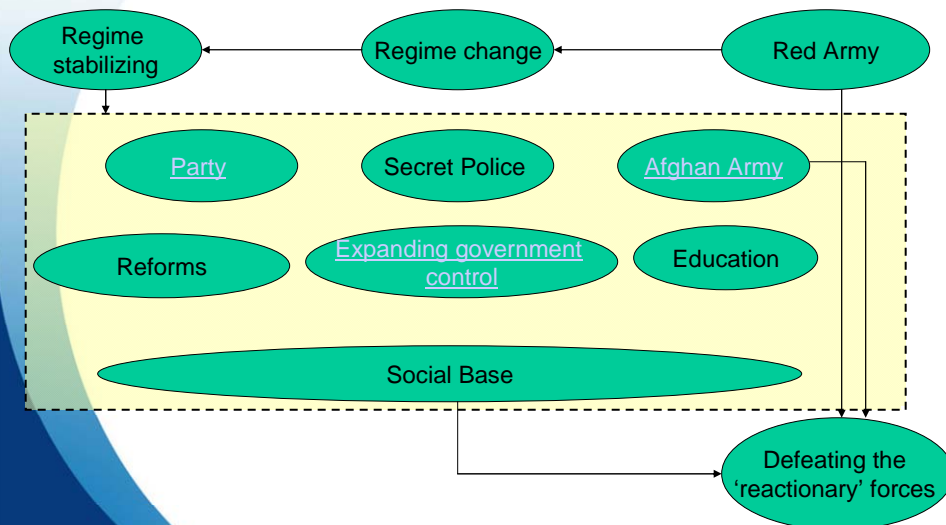 Regime
stabilizing
Regime change
Red Army
Party
Secret Police
Afghan Army
Reforms
Expanding government
control
Education
Social Base
Defeating the
‘reactionary’ forces